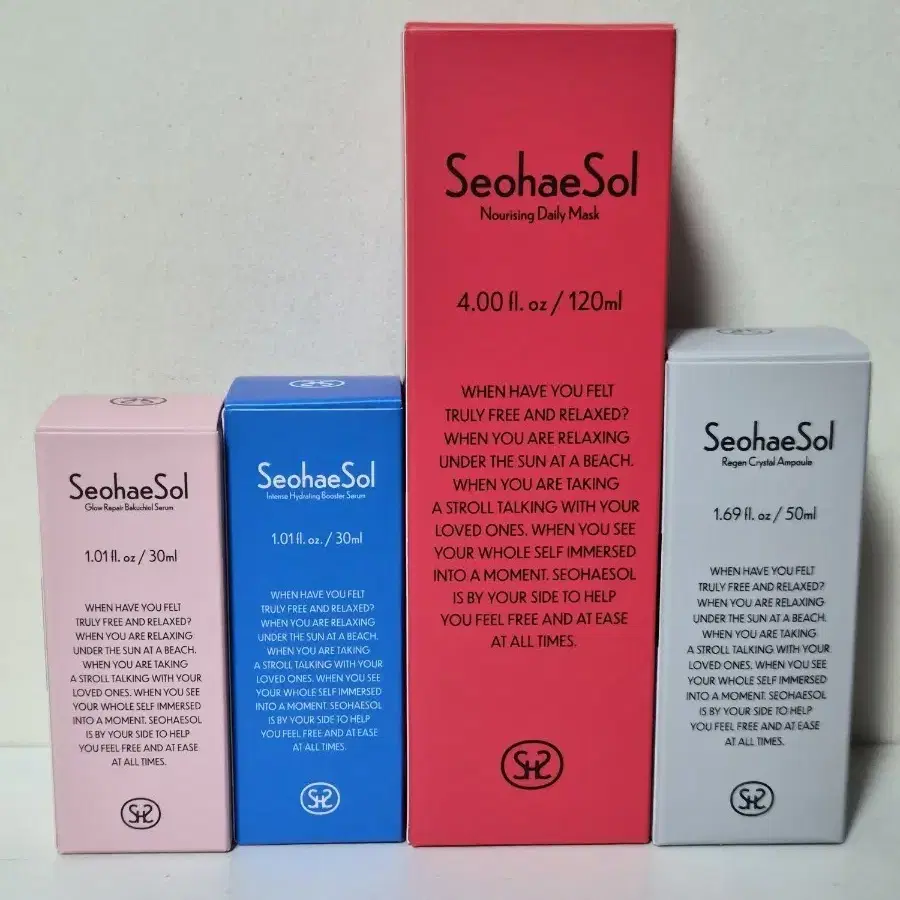 SeohaeSol
Glow Repair Bakuchiol Serum
1.01 fl. oz / 30ml
WHEN HAVE YOU FELT
TRULY FREE AND RELAXED?
WHEN YOU ARE RELAXING
UNDER THE SUN AT A BEACH.
WHEN YOU ARE TAKING
A STROLL TALKING WITH YOUR
LOVED ONES. WHEN YOU SEE
YOUR WHOLE SELF IMMERSED
INTO A MOMENT. SEOHAESOL
IS BY YOUR SIDE TO HELP
YOU FEEL FREE AND AT EASE
AT ALL TIMES.
SHS
SeohaeSol
Intense Hydrating Booster Serum
1.01 fl. oz. / 30ml
WHEN HAVE YOU FELT
TRULY FREE AND RELAXED?
WHEN YOU ARE RELAXING
UNDER THE SUN AT A BEACH.
WHEN YOU ARE TAKING
A STROLL TALKING WITH YOUR
LOVED ONES. WHEN YOU SEE
YOUR WHOLE SELF IMMERSED
INTO A MOMENT. SEOHAESOL
IS BY YOUR SIDE TO HELP
YOU FEEL FREE AND AT EASE
AT ALL TIMES.
SHS
SeohaeSol
Nourising Daily Mask
4.00 fl. oz / 120ml
WHEN HAVE YOU FELT
TRULY FREE AND RELAXED?
WHEN YOU ARE RELAXING
UNDER THE SUN AT A BEACH.
WHEN YOU ARE TAKING
A STROLL TALKING WITH YOUR
LOVED ONES. WHEN YOU SEE
YOUR WHOLE SELF IMMERSED
INTO A MOMENT. SEOHAESOL
IS BY YOUR SIDE TO HELP
YOU FEEL FREE AND AT EASE
AT ALL TIMES.
SHS
SeohaeSol
Regen Crystal Ampoule
1.69 fl. oz / 50ml
WHEN HAVE YOU FELT
TRULY FREE AND RELAXED?
WHEN YOU ARE RELAXING
UNDER THE SUN AT A BEACH.
WHEN YOU ARE TAKING
A STROLL TALKING WITH YOUR
LOVED ONES. WHEN YOU SEE
YOUR WHOLE SELF IMMERSED
INTO A MOMENT. SEOHAESOL
IS BY YOUR SIDE TO HELP
YOU FEEL FREE AND AT EASE
AT ALL TIMES.
SHS